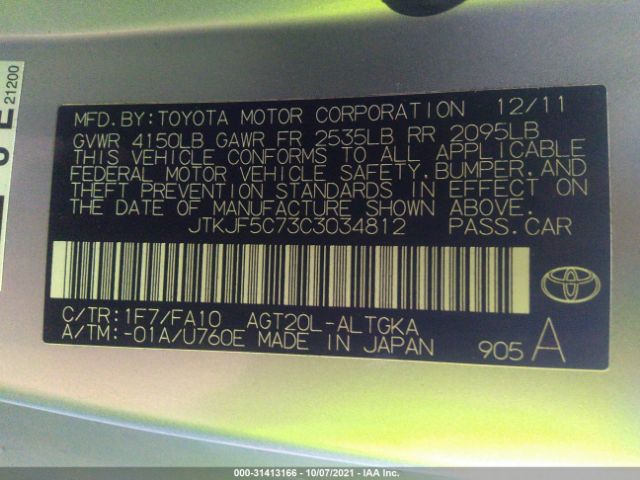 MFD. BY: TOYOTA MOTOR CORPORATION 12/11
GVWR 4150LB GAWR FR 2535LB RR 2095LB
THIS VEHICLE CONFORMS TO ALL APPLICABLE
FEDERAL MOTOR VEHICLE SAFETY, BUMPER, AND
THEFT PREVENTION STANDARDS IN EFFECT ON
THE DATE OF MANUFACTURE SHOWN ABOVE.
JTKJF5C73C3034812 PASS. CAR
C/TR: 1F7/FA10 AGT20L-ALTGKA
A/TM: -01A/U760E MADE IN JAPAN
905 A
21200
000-31413166 - 10/07/2021 - IAA Inc.